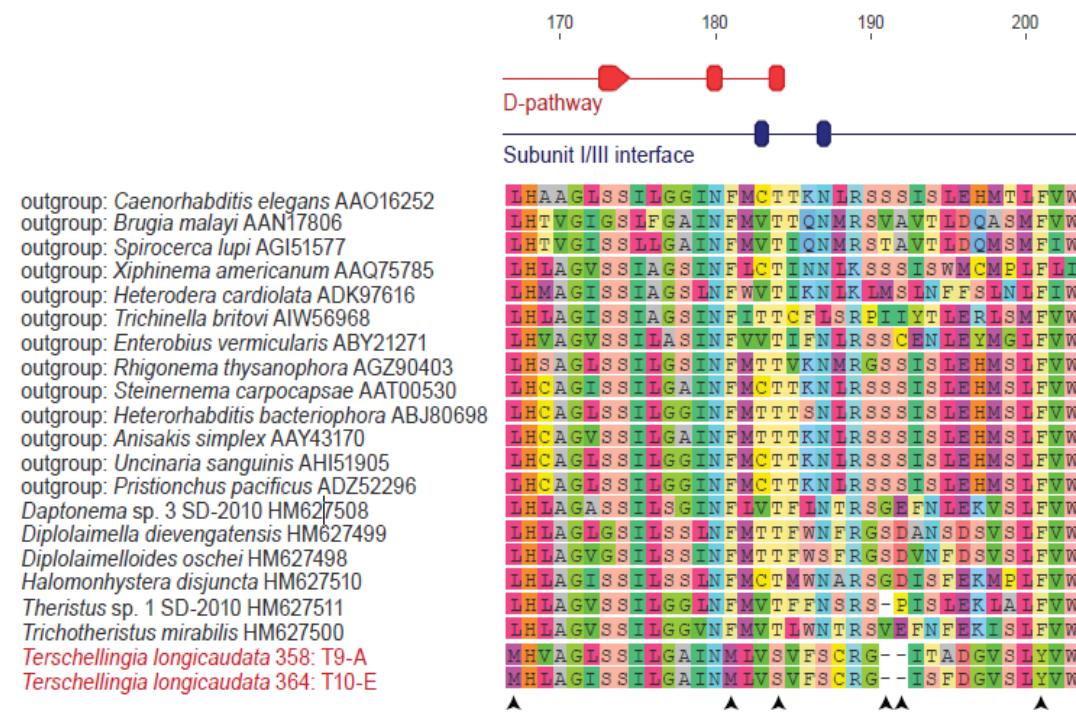 170 180 190 200
D-pathway
Subunit I/III interface
outgroup: Caenorhabditis elegans AAO16252 LHAAGLSSILGGINFMCTTKNLRSSSISLEHMTLFVW
outgroup: Brugia malayi AAN17806 LHTVGIGSLFGAINFMVTTQNMRSVAVTLDQASMFVW
outgroup: Spirocerca lupi AGI51577 LHTVGISSLLGAINFMVTIQNMRSTAVTLDQMSMFIW
outgroup: Xiphinema americanum AAQ75785 LHLAGVSSIAGSINFLCTINNLKSSSISWMCMPLFLI
outgroup: Heterodera cardiolata ADK97616 LHMAGISSIAGSLNFWVTIKNLKLMSLNFFSLNLFIW
outgroup: Trichinella britovi AIW56968 LHLAGISSIAGSINFITTCFLSRPIIYTLERLSMFVW
outgroup: Enterobius vermicularis ABY21271 LHVAGVSSILASINFVVTIFNLRSSCENLEYMGLFVW
outgroup: Rhigonema thysanophora AGZ90403 LHSAGLSSILGSINFMTTVKNMRGSSISLEHMSLFVW
outgroup: Steinernema carpocapsae AAT00530 LHCAGISSILGAINFMCTTKNLRSSSISLEHMSLFVW
outgroup: Heterorhabditis bacteriophora ABJ80698 LHCAGLSSILGGINFMTTTSNLRSSSISLEHMSLFVW
outgroup: Anisakis simplex AAY43170 LHCAGVSSILGAINFMTTTKNLRSSSISLEHMSLFVW
outgroup: Uncinaria sanguinis AHI51905 LHCAGLSSILGGINFMCTTKNLRSSSISLEHMSLFVW
outgroup: Pristionchus pacificus ADZ52296 LHCAGLSSILGGINFMCTTKNLRSSSISLEHMSLFVW
Daptonema sp. 3 SD-2010 HM627508 LHLAGASSILSGINFLVTFLNTRSGEFNLEKVSLFVW
Diplolaimella dievengatensis HM627499 LHLAGLGSILSSLNFMTTFWNFRGSDANSDSVSLFVW
Diplolaimelloides oschei HM627498 LHLAGVGSILSSINFMTTFWSFRGSDVNFDSVSLFVW
Halomonhystera disjuncta HM627510 LHLAGISSILSSLNFMCTMWNARSGDISFEKMPLFVW
Theristus sp. 1 SD-2010 HM627511 LHLAGVSSILGGLNFMVTFFNSRS-PISLEKLALFVW
Trichotheristus mirabilis HM627500 LHLAGVSSILGGVNFMVTLWNTRSVEFNFEKISLFVW
Terschellingia longicaudata 358: T9-A MHVAGLSSILGAINMLVSVFSCRG--ITADGVSLYVW
Terschellingia longicaudata 364: T10-E MHLAGLSSILGAINMLVSVFSCRG--ISFDGVSLYVW